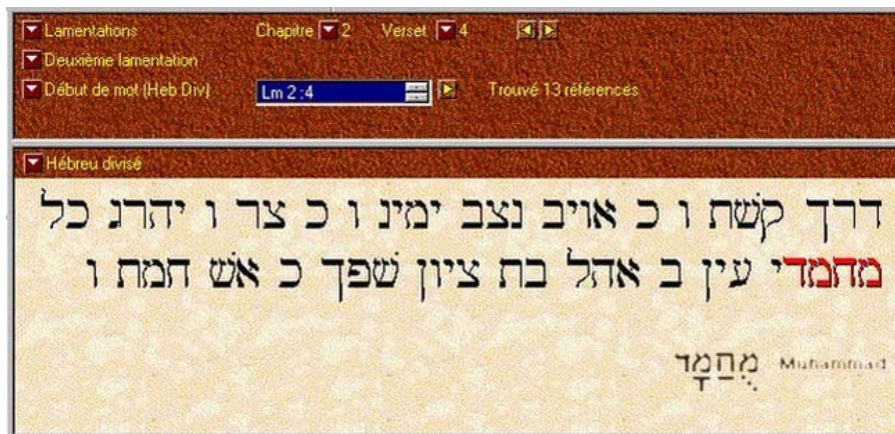 Lamentations Chapitre 2 Verset 4
Deuxième lamentation
Début de mot (Heb Div) Lm 2 :4 Trouvé 13 références
Hébreu divisé
דרך קשת ו כ אויב נצב ימינ ו כ צר ו יהרג כל
מחמדי עין ב אהל בת ציון שפך כ אש חמת ו
מֻחַמָד Muhammad